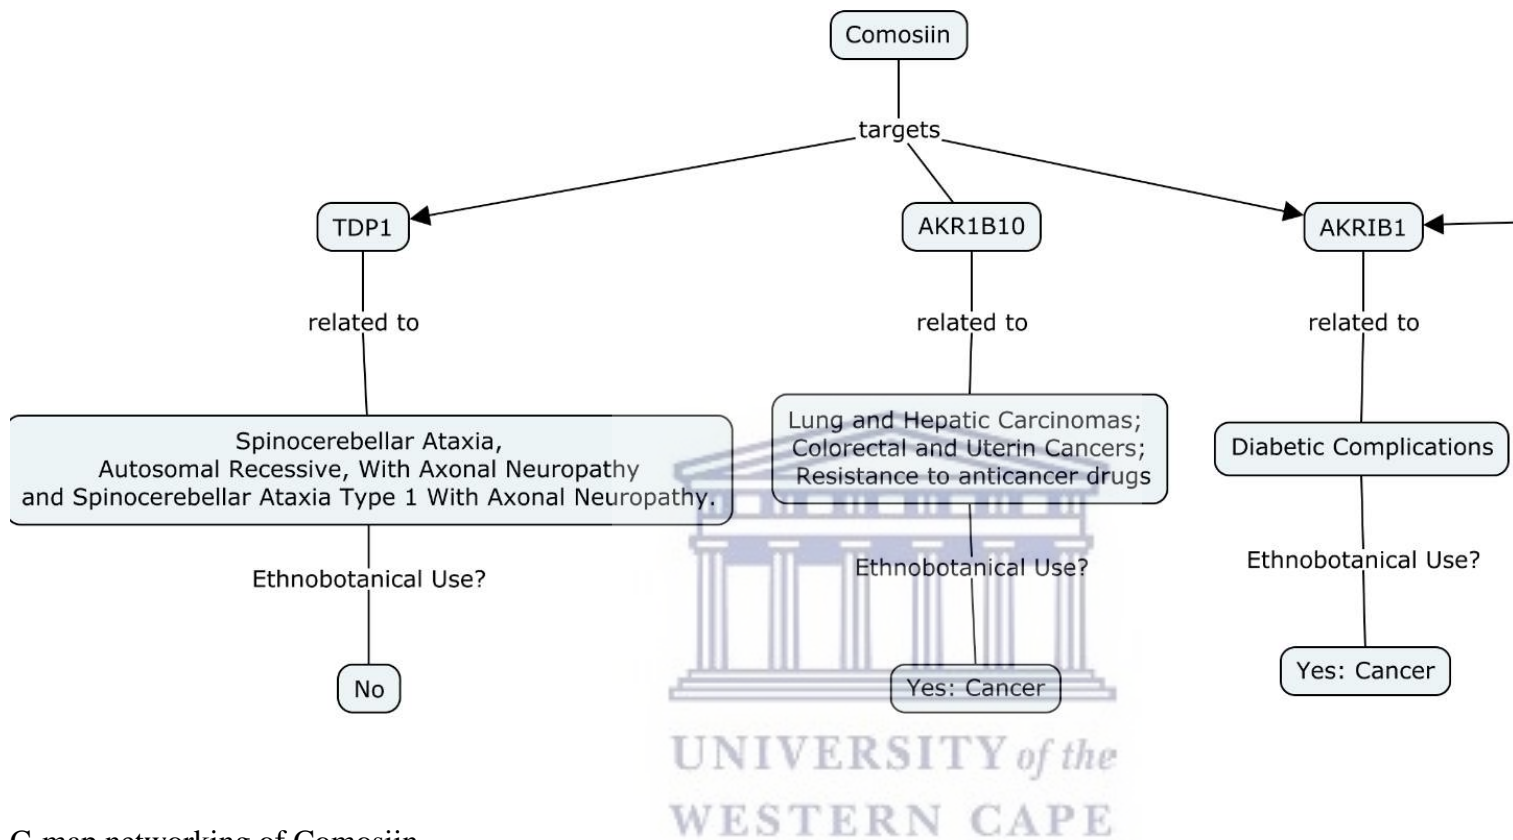 Comosiin
targets
TDP1
AKR1B10
AKRIB1
related to
related to
related to
Spinocerebellar Ataxia,
Autosomal Recessive, With Axonal Neuropathy
and Spinocerebellar Ataxia Type 1 With Axonal Neuropathy.
Lung and Hepatic Carcinomas;
Colorectal and Uterin Cancers;
Resistance to anticancer drugs
Diabetic Complications
Ethnobotanical Use?
Ethnobotanical Use?
Ethnobotanical Use?
No
Yes: Cancer
Yes: Cancer
UNIVERSITY of the
WESTERN CAPE
C-map networking of Comosiin